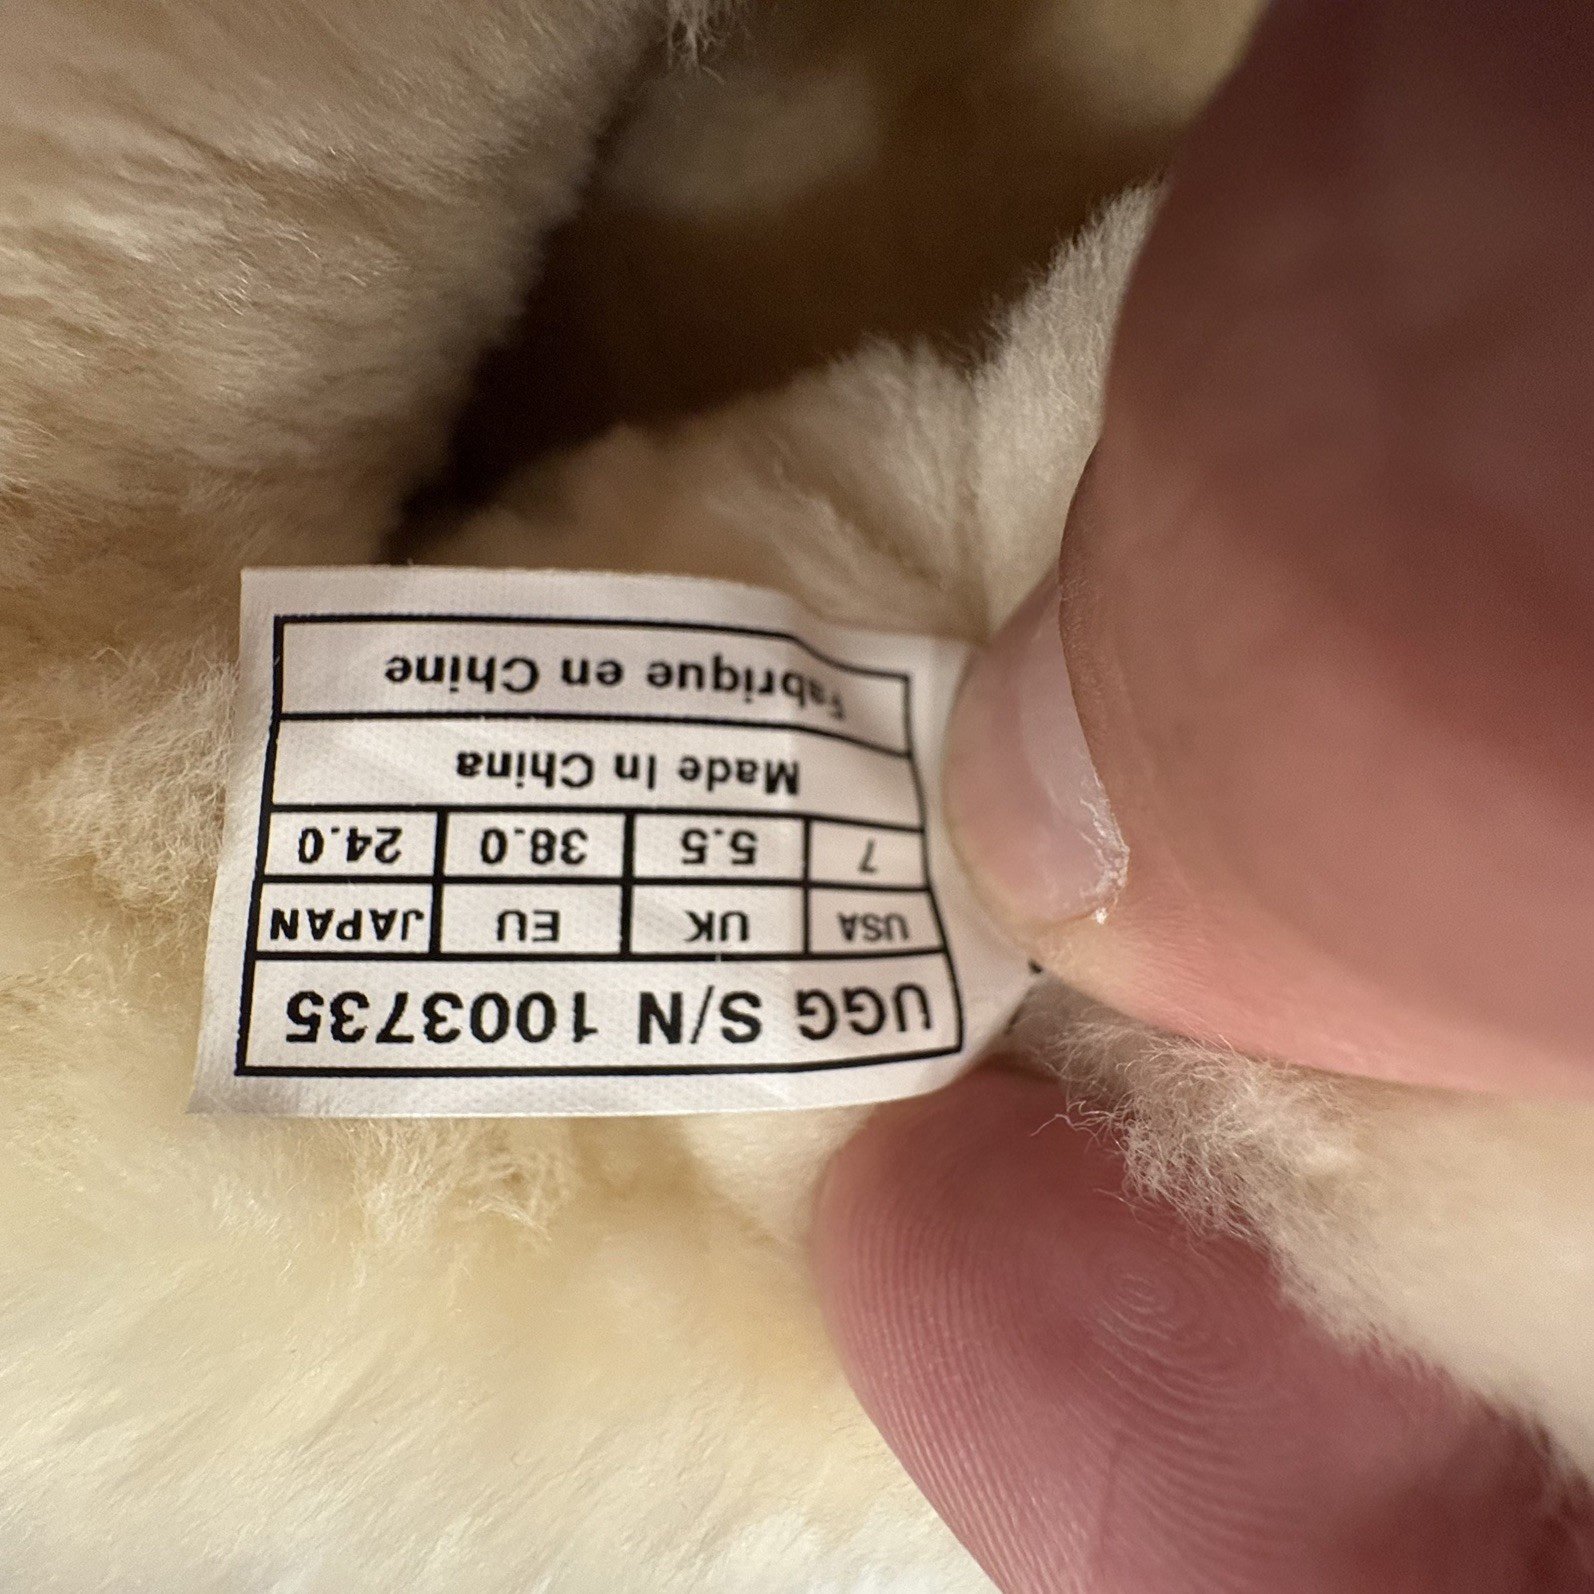 UGG S/N 1003735
USA UK EU JAPAN
7 5.5 38.0 24.0
Made In China
Fabrique en Chine